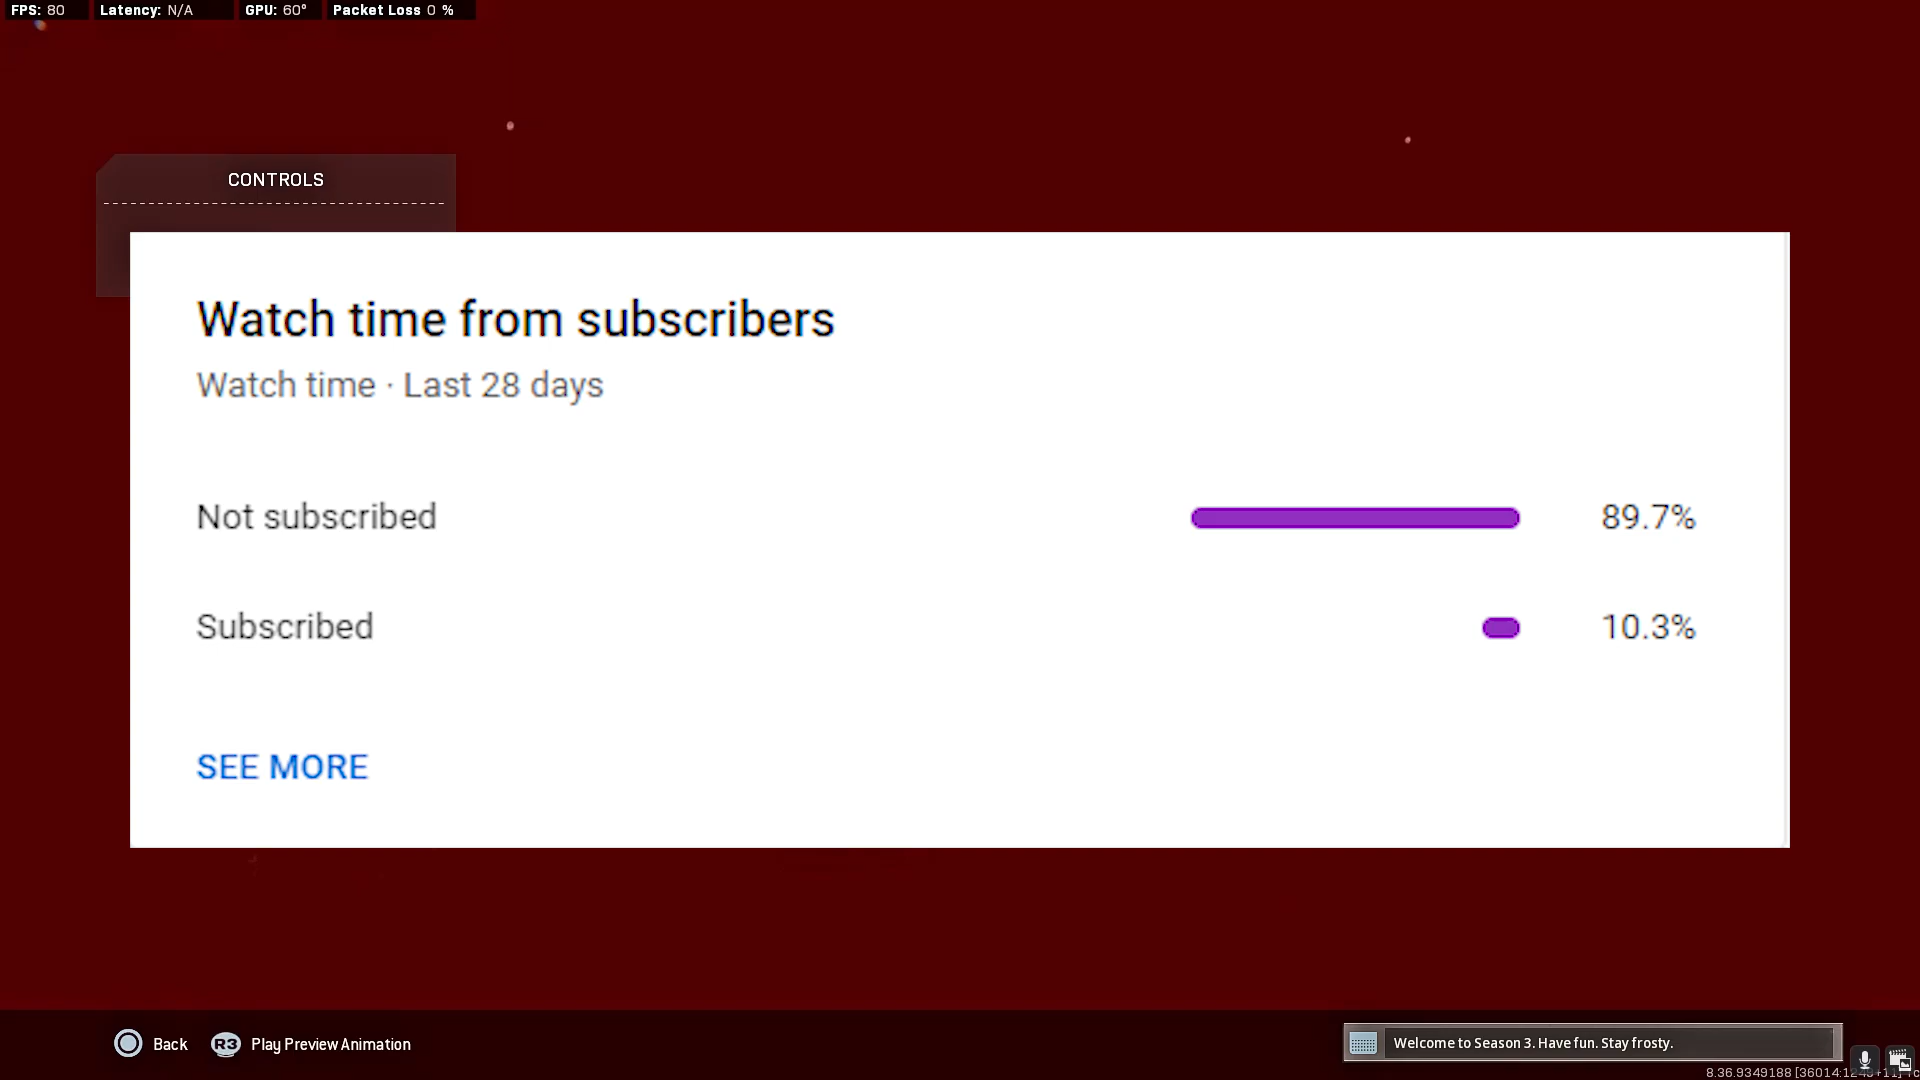 FPS: 80 Latency: N/A GPU: 60° Packet Loss 0 %
CONTROLS
Watch time from subscribers
Watch time · Last 28 days
Not subscribed 89.7%
Subscribed 10.3%
SEE MORE
Back R3 Play Preview Animation
Welcome to Season 3. Have fun. Stay frosty.